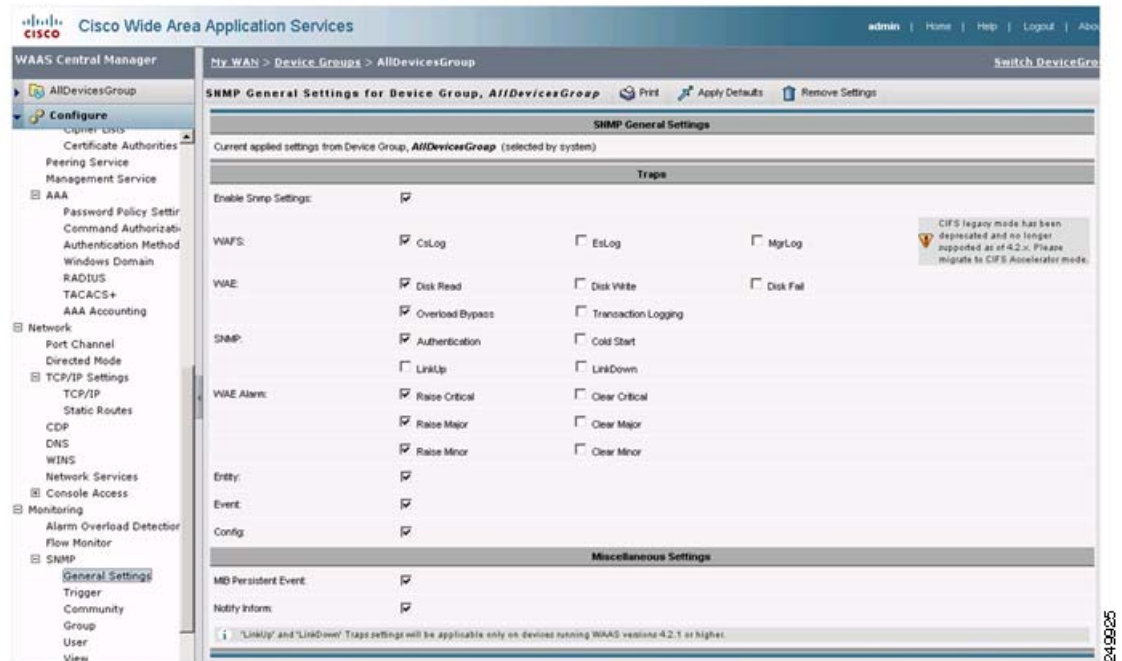 CISCO
Cisco Wide Area Application Services
admin | Home | Help | Logout | Abo
WAAS Central Manager
My WAN > Device Groups > AllDevicesGroup
Switch DeviceGro
AllDevicesGroup
SNMP General Settings for Device Group, AllDevicesGroup
Print
Apply Defaults
Remove Settings
Configure
Cipher Lists
Certificate Authorities
Peering Service
Management Service
AAA
Password Policy Settir
Command Authorizati
Authentication Method
Windows Domain
RADIUS
TACACS+
AAA Accounting
Network
Port Channel
Directed Mode
TCP/IP Settings
TCP/IP
Static Routes
CDP
DNS
WINS
Network Services
Console Access
Monitoring
Alarm Overload Detection
Flow Monitor
SNMP
General Settings
Trigger
Community
Group
User
View
SNMP General Settings
Current applied settings from Device Group, AllDevicesGroup (selected by system)
Traps
Enable Snmp Settings:
WAFS: CsLog EsLog MgrLog
CIFS legacy mode has been
deprecated and no longer
supported as of 4.2.x. Please
migrate to CIFS Accelerator mode.
WAE: Disk Read Disk Write Disk Fail
Overload Bypass Transaction Logging
SNMP: Authentication Cold Start
LinkUp LinkDown
WAE Alarm: Raise Critical Clear Critical
Raise Major Clear Major
Raise Minor Clear Minor
Entity:
Event:
Config:
Miscellaneous Settings
MIB Persistent Event:
Notify Inform:
i 'LinkUp' and 'LinkDown' Traps settings will be applicable only on devices running WAAS versions 4.2.1 or higher.
249925